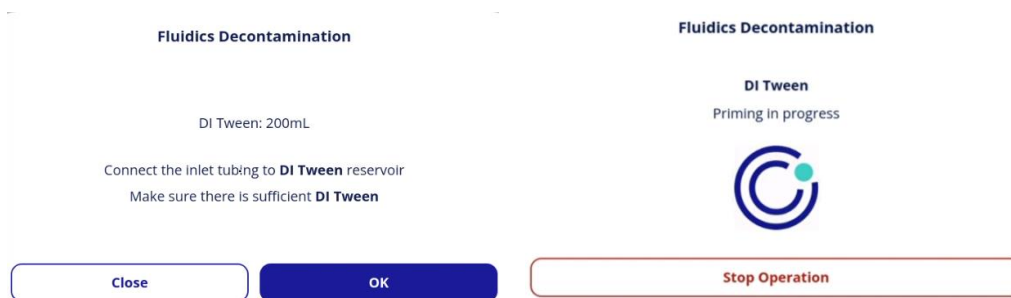 Fluidics Decontamination
DI Tween: 200mL
Connect the inlet tubing to DI Tween reservoir
Make sure there is sufficient DI Tween
Close
OK
Fluidics Decontamination
DI Tween
Priming in progress
Stop Operation